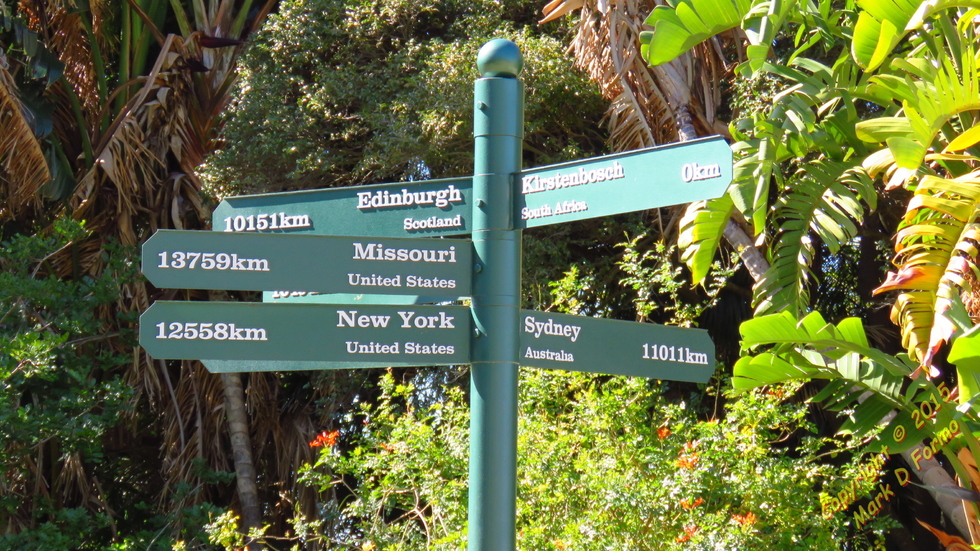 Edinburgh
10151km Scotland
Kirstenbosch 0km
South Africa
Missouri
13759km
United States
New York
12558km
United States
Sydney
Australia 11011km
Copyright © 2015
Mark D Forno